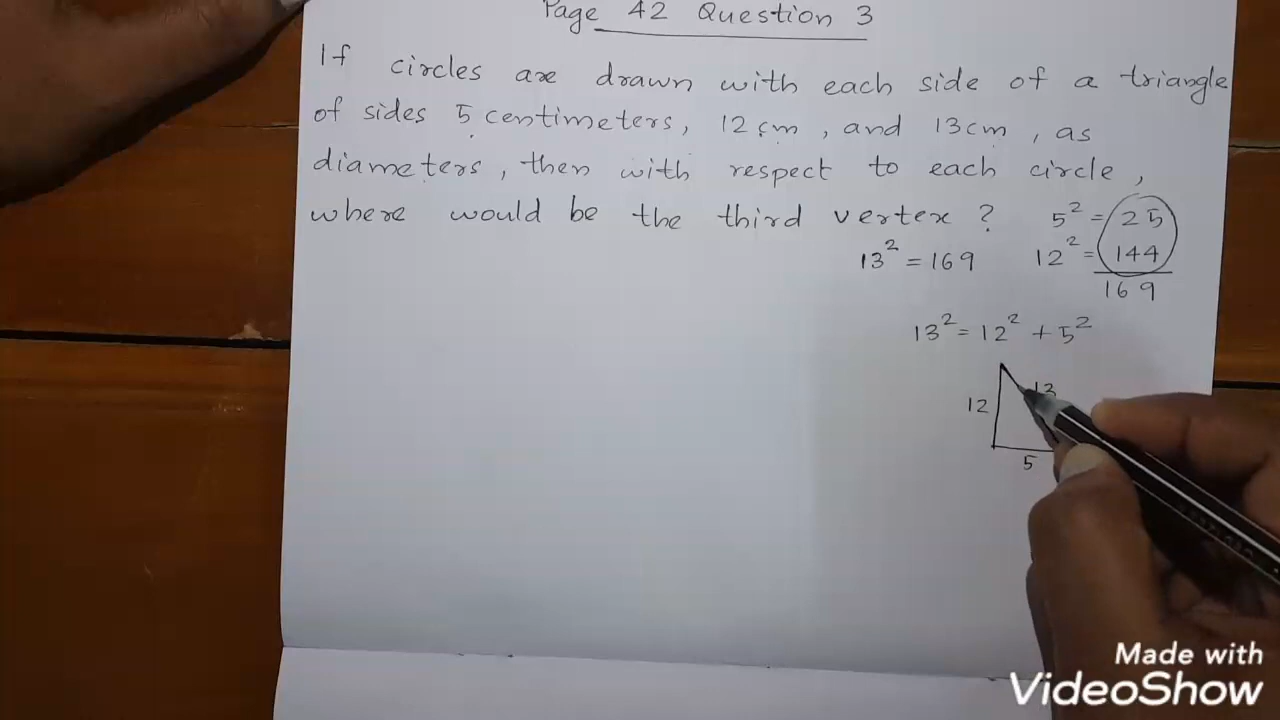 Page 42 Question 3
If circles are drawn with each side of a triangle
of sides 5 centimeters, 12cm, and 13cm, as
diameters, then with respect to each circle,
where would be the third vertex?
5² = 25
13² = 169
12² = 144
169
13² = 12² + 5²
13
12
5
Made with
VideoShow